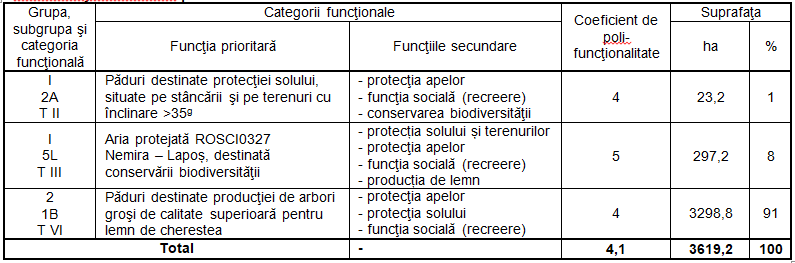 Grupa, subgrupa şi categoria funcţională
Categorii funcţionale
Coeficient de poli-funcţionalitate
Suprafaţa
Funcţia prioritară
Funcţiile secundare
ha
%
I
2A
T II
Păduri destinate protecţiei solului,
situate pe stâncării şi pe terenuri cu
înclinare >35ᵍ
- protecţia apelor
- funcţia socială (recreere)
- conservarea biodiversităţii
4
23,2
1
I
5L
T III
Aria protejată ROSCI0327
Nemira – Lapoș, destinată
conservării biodiversităţii
- protecția solului și terenurilor
- protecţia apelor
- funcţia socială (recreere)
- producția de lemn
5
297,2
8
2
1B
T VI
Păduri destinate producţiei de arbori
groşi de calitate superioară pentru
lemn de cherestea
- protecţia apelor
- protecţia solului
- funcţia socială (recreere)
4
3298,8
91
Total
-
4,1
3619,2
100